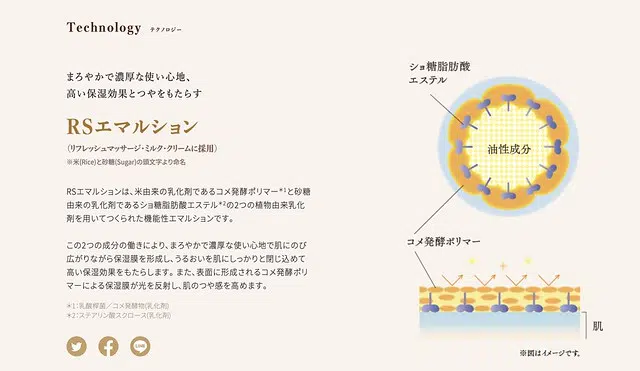 Technology テクノロジー
まろやかで濃厚な使い心地、
高い保湿効果とつやをもたらす
RSエマルション
(リフレッシュマッサージ・ミルク・クリームに採用)
※米(Rice)と砂糖(Sugar)の頭文字より命名
RSエマルションは、米由来の乳化剤であるコメ発酵ポリマー*1と砂糖
由来の乳化剤であるショ糖脂肪酸エステル*2の2つの植物由来乳化
剤を用いてつくられた機能性エマルションです。
この2つの成分の働きにより、まろやかで濃厚な使い心地で肌にのび
広がりながら保湿膜を形成し、うるおいを肌にしっかりと閉じ込めて
高い保湿効果をもたらします。また、表面に形成されるコメ発酵ポリ
マーによる保湿膜が光を反射し、肌のつや感を高めます。
*1:乳酸桿菌/コメ発酵物(乳化剤)
*2:ステアリン酸スクロース(乳化剤)
LINE
ショ糖脂肪酸
エステル
油性成分
コメ発酵ポリマー
肌
※図はイメージです。